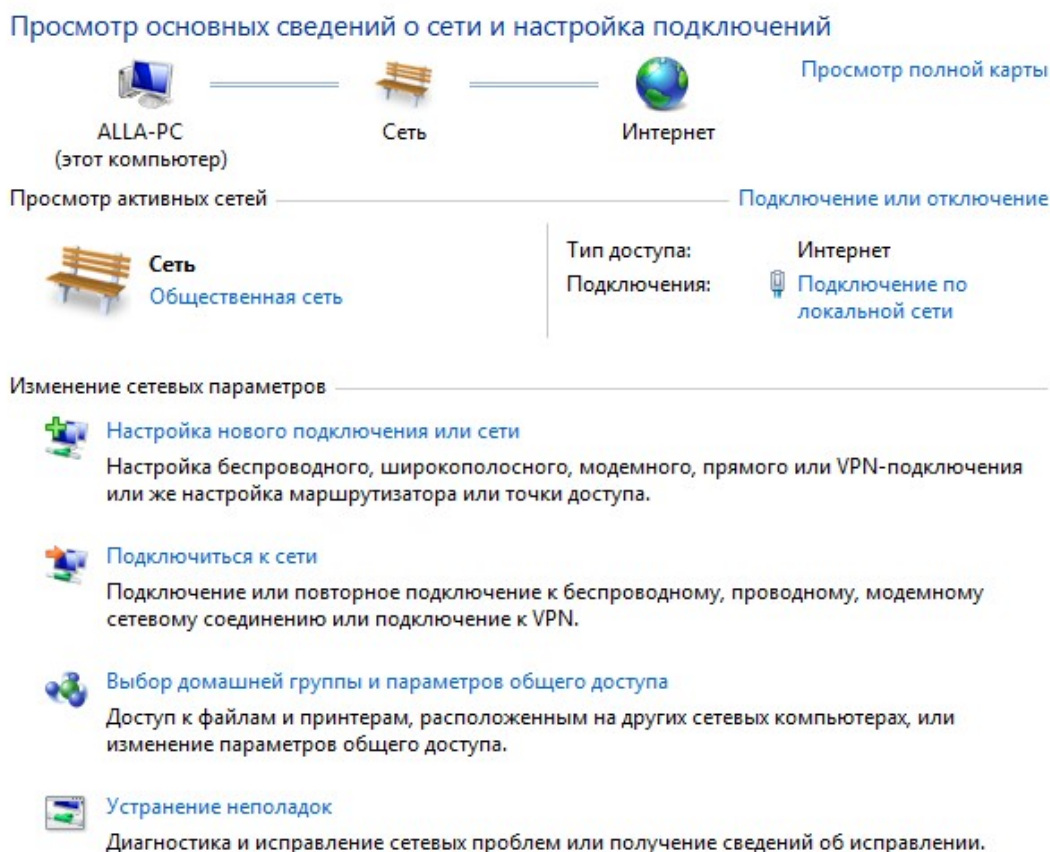 Просмотр основных сведений о сети и настройка подключений
Просмотр полной карты
ALLA-PC
(этот компьютер)
Сеть
Интернет
Просмотр активных сетей
Подключение или отключение
Сеть
Общественная сеть
Тип доступа:
Интернет
Подключения:
Подключение по
локальной сети
Изменение сетевых параметров
Настройка нового подключения или сети
Настройка беспроводного, широкополосного, модемного, прямого или VPN-подключения
или же настройка маршрутизатора или точки доступа.
Подключиться к сети
Подключение или повторное подключение к беспроводному, проводному, модемному
сетевому соединению или подключение к VPN.
Выбор домашней группы и параметров общего доступа
Доступ к файлам и принтерам, расположенным на других сетевых компьютерах, или
изменение параметров общего доступа.
Устранение неполадок
Диагностика и исправление сетевых проблем или получение сведений об исправлении.